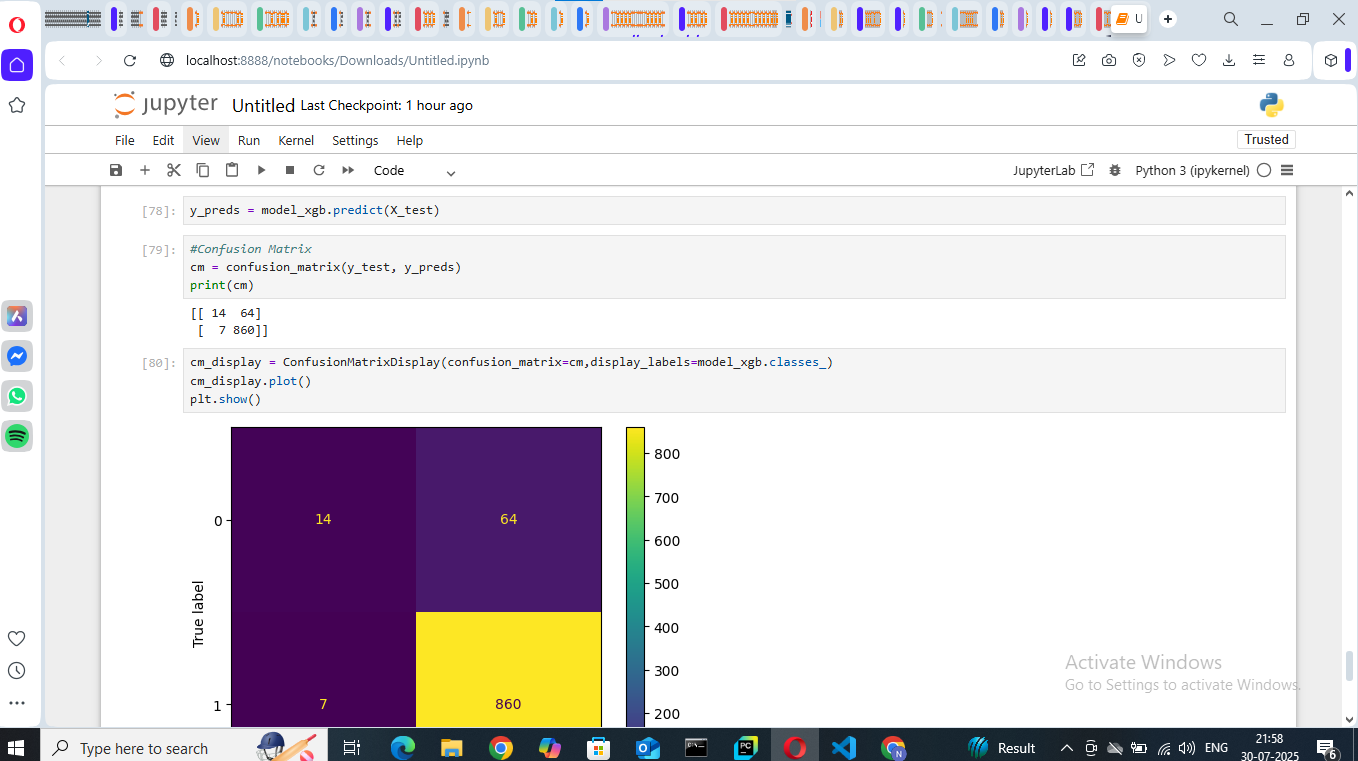 U
localhost:8888/notebooks/Downloads/Untitled.ipynb
jupyter Untitled Last Checkpoint: 1 hour ago
File Edit View Run Kernel Settings Help
Trusted
Code
JupyterLab
Python 3 (ipykernel)
[78]:
y_preds = model_xgb.predict(X_test)
[79]:
#Confusion Matrix
cm = confusion_matrix(y_test, y_preds)
print(cm)
[[ 14  64]
 [  7 860]]
[80]:
cm_display = ConfusionMatrixDisplay(confusion_matrix=cm,display_labels=model_xgb.classes_)
cm_display.plot()
plt.show()
800
700
600
500
400
300
200
0
14
64
True label
1
7
860
Activate Windows
Go to Settings to activate Windows.
Type here to search
PC
N
Result
ENG
21:58
30-07-2025
6